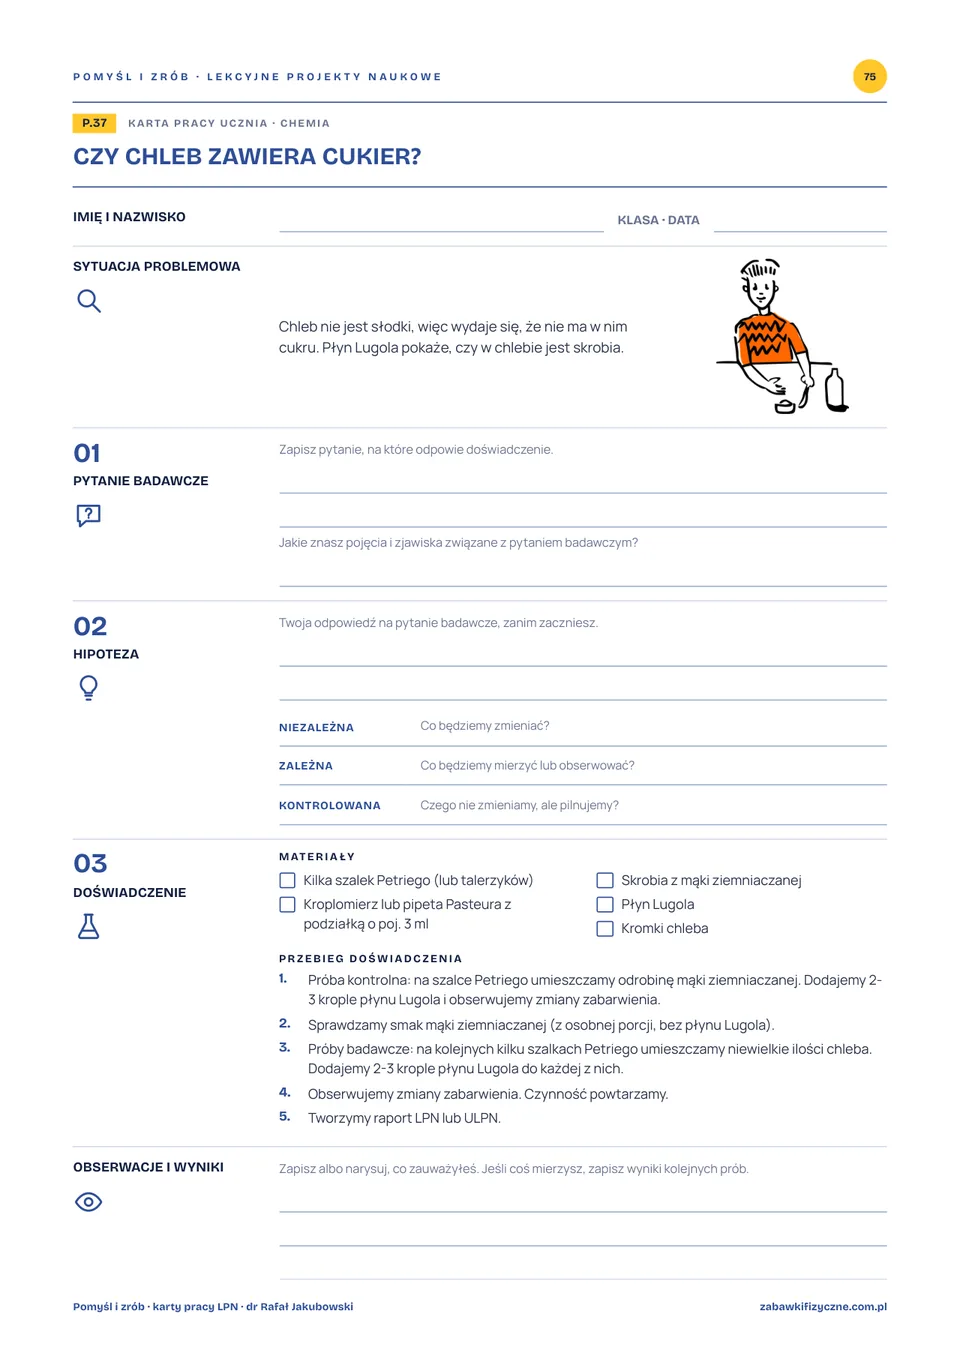 POMYŚL I ZRÓB · LEKCYJNE PROJEKTY NAUKOWE
75
P.37 KARTA PRACY UCZNIA · CHEMIA
CZY CHLEB ZAWIERA CUKIER?
IMIĘ I NAZWISKO
KLASA · DATA
SYTUACJA PROBLEMOWA
Chleb nie jest słodki, więc wydaje się, że nie ma w nim
cukru. Płyn Lugola pokaże, czy w chlebie jest skrobia.
01
PYTANIE BADAWCZE
Zapisz pytanie, na które odpowie doświadczenie.
Jakie znasz pojęcia i zjawiska związane z pytaniem badawczym?
02
HIPOTEZA
Twoja odpowiedź na pytanie badawcze, zanim zaczniesz.
NIEZALEŻNA Co będziemy zmieniać?
ZALEŻNA Co będziemy mierzyć lub obserwować?
KONTROLOWANA Czego nie zmieniamy, ale pilnujemy?
03
DOŚWIADCZENIE
MATERIAŁY
Kilka szalek Petriego (lub talerzyków)
Kroplomierz lub pipeta Pasteura z
podziałką o poj. 3 ml
Skrobia z mąki ziemniaczanej
Płyn Lugola
Kromki chleba
PRZEBIEG DOŚWIADCZENIA
1. Próba kontrolna: na szalce Petriego umieszczamy odrobinę mąki ziemniaczanej. Dodajemy 2-
3 krople płynu Lugola i obserwujemy zmiany zabarwienia.
2. Sprawdzamy smak mąki ziemniaczanej (z osobnej porcji, bez płynu Lugola).
3. Próby badawcze: na kolejnych kilku szalkach Petriego umieszczamy niewielkie ilości chleba.
Dodajemy 2-3 krople płynu Lugola do każdej z nich.
4. Obserwujemy zmiany zabarwienia. Czynność powtarzamy.
5. Tworzymy raport LPN lub ULPN.
OBSERWACJE I WYNIKI
Zapisz albo narysuj, co zauważyłeś. Jeśli coś mierzysz, zapisz wyniki kolejnych prób.
Pomyśl i zrób · karty pracy LPN · dr Rafał Jakubowski
zabawkifizyczne.com.pl